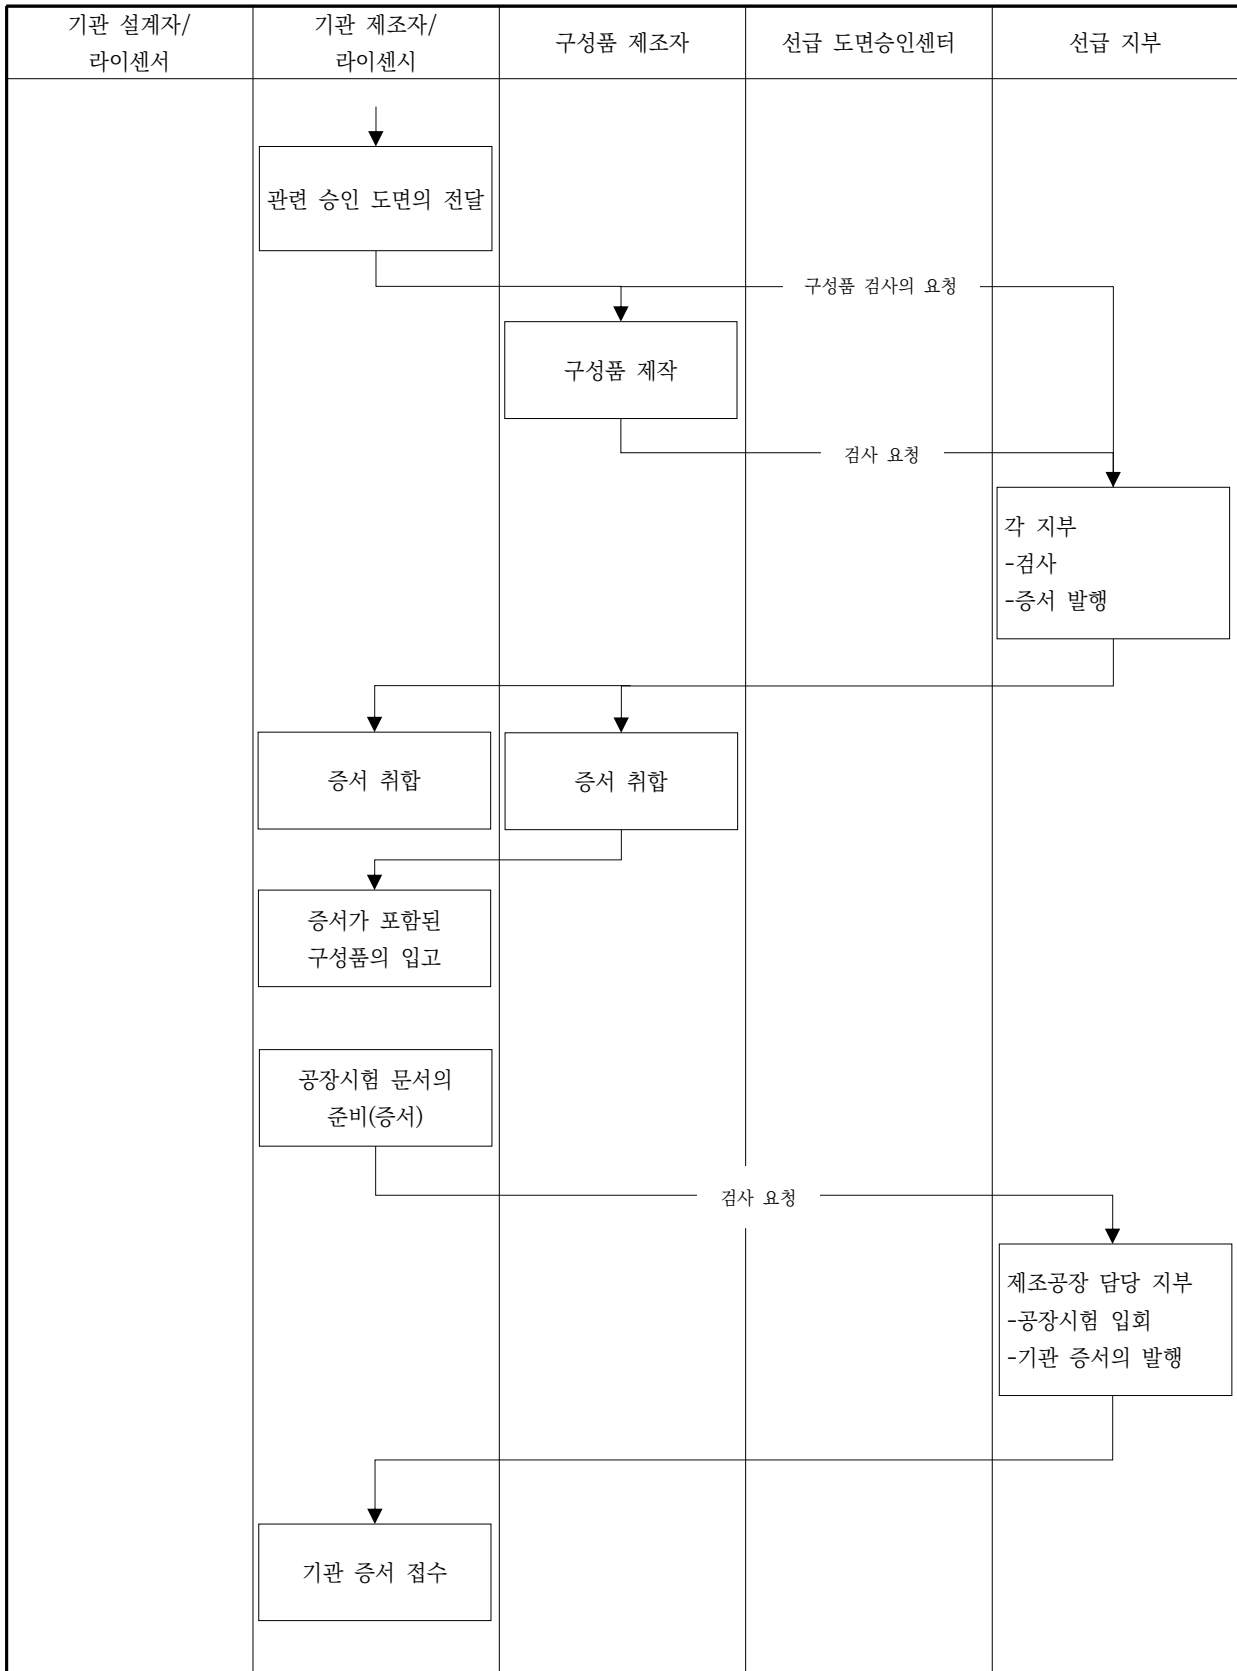 기관 설계자/
라이센서
기관 제조자/
라이센시
구성품 제조자
선급 도면승인센터
선급 지부
관련 승인 도면의 전달
구성품 검사의 요청
구성품 제작
검사 요청
각 지부
-검사
-증서 발행
증서 취합
증서 취합
증서가 포함된
구성품의 입고
공장시험 문서의
준비(증서)
검사 요청
제조공장 담당 지부
-공장시험 입회
-기관 증서의 발행
기관 증서 접수